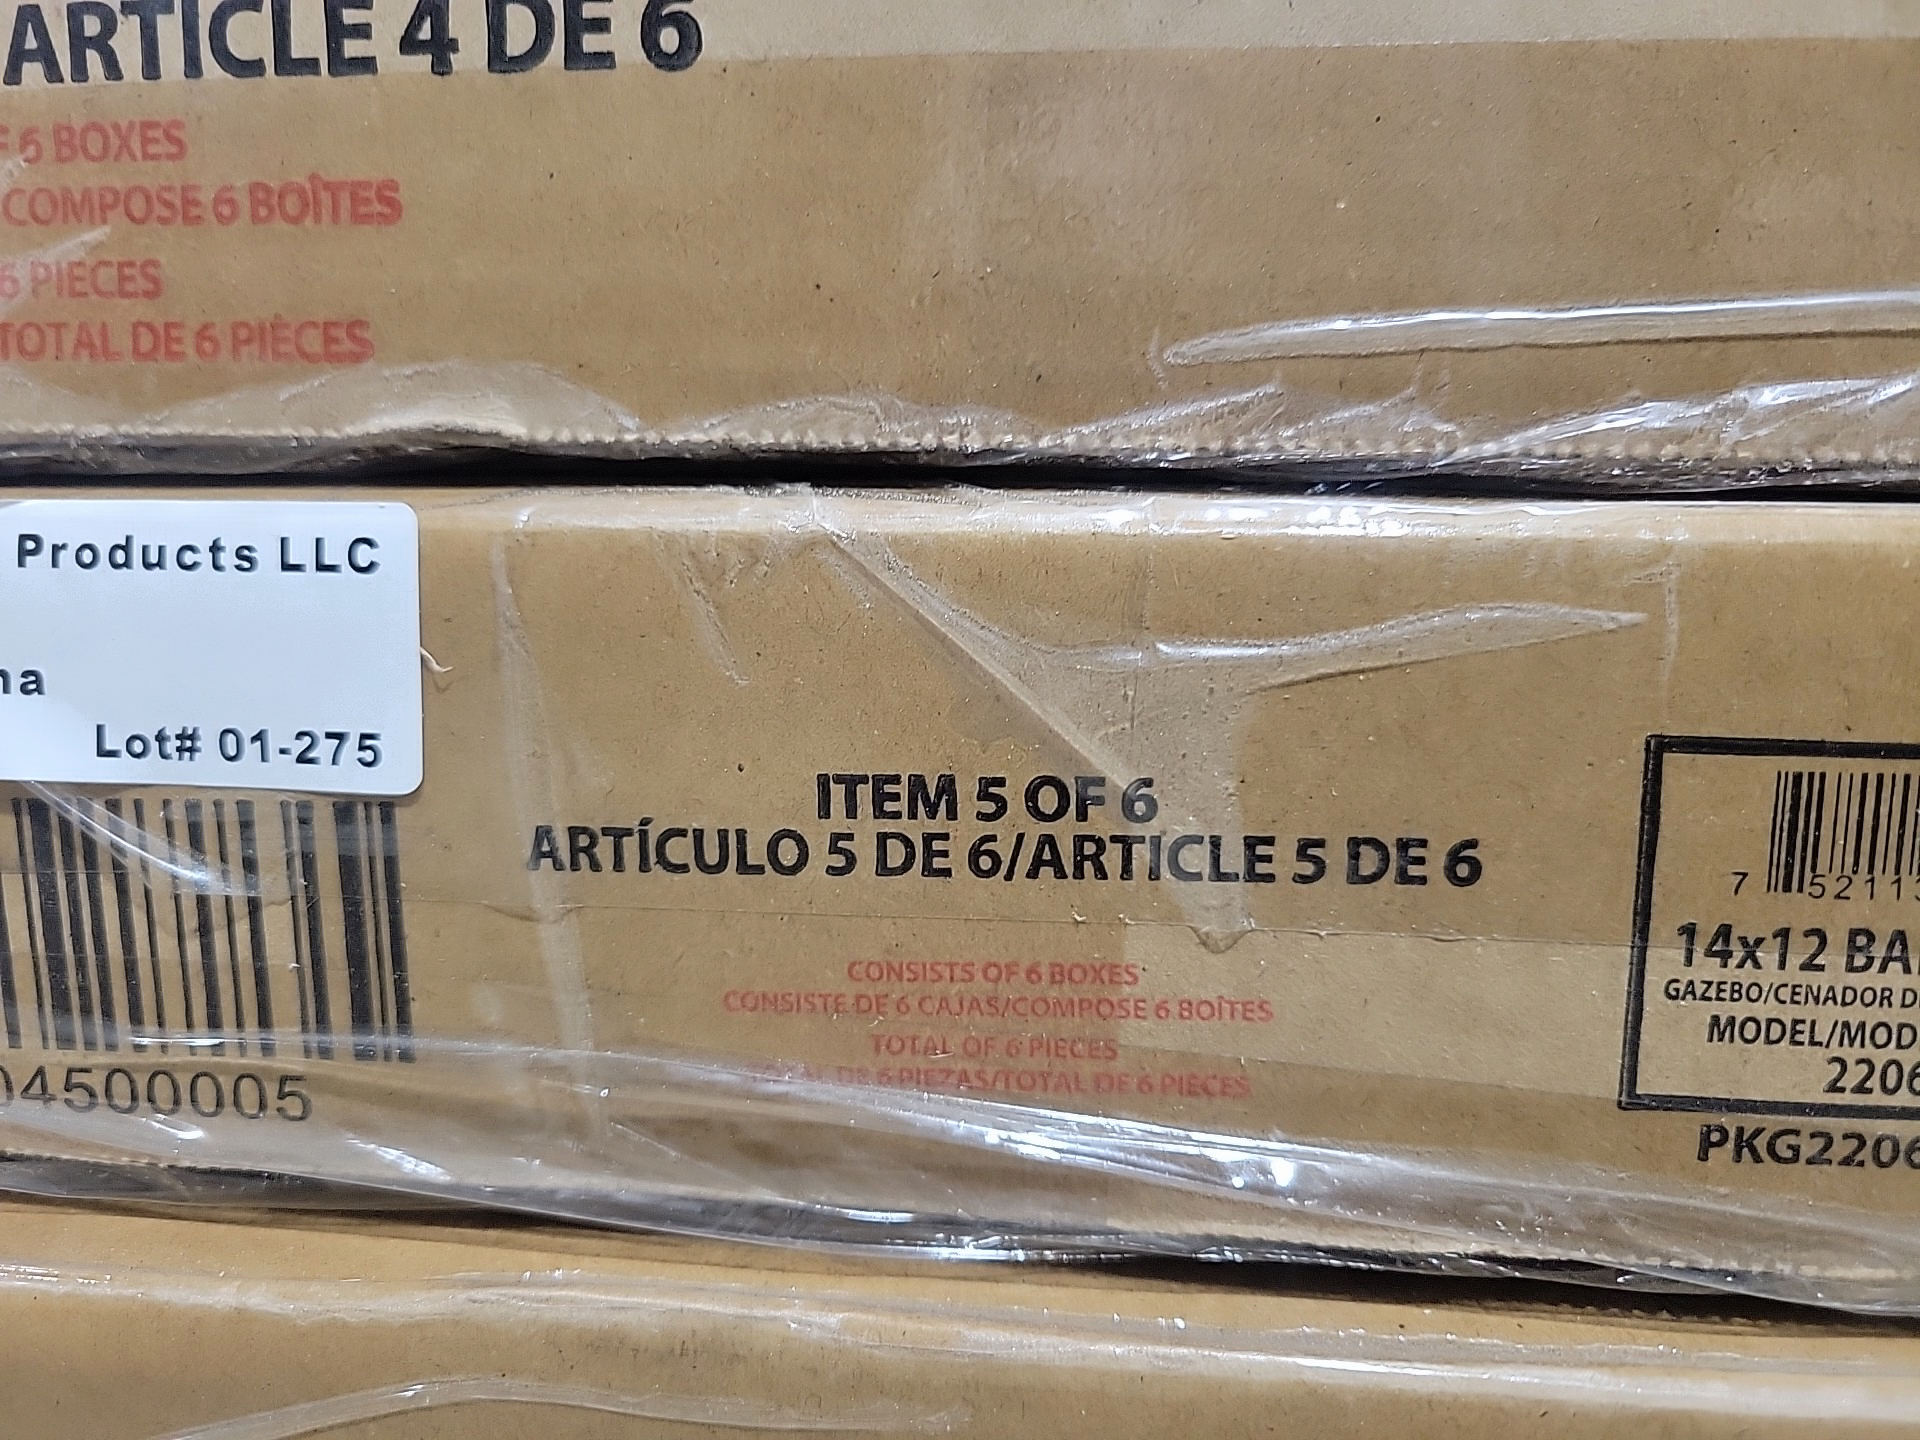 ARTICLE 4 DE 6
6 BOXES
COMPOSE 6 BOÎTES
6 PIECES
TOTAL DE 6 PIÈCES
Products LLC
Lot# 01-275
04500005
ITEM 5 OF 6
ARTÍCULO 5 DE 6/ARTICLE 5 DE 6
CONSISTS OF 6 BOXES
CONSISTE DE 6 CAJAS/COMPOSE 6 BOÎTES
TOTAL OF 6 PIECES
TOTAL DE 6 PIEZAS/TOTAL DE 6 PIÈCES
7 52113
14x12 BA
GAZEBO/CENADOR D
MODEL/MOD
2206
PKG2206